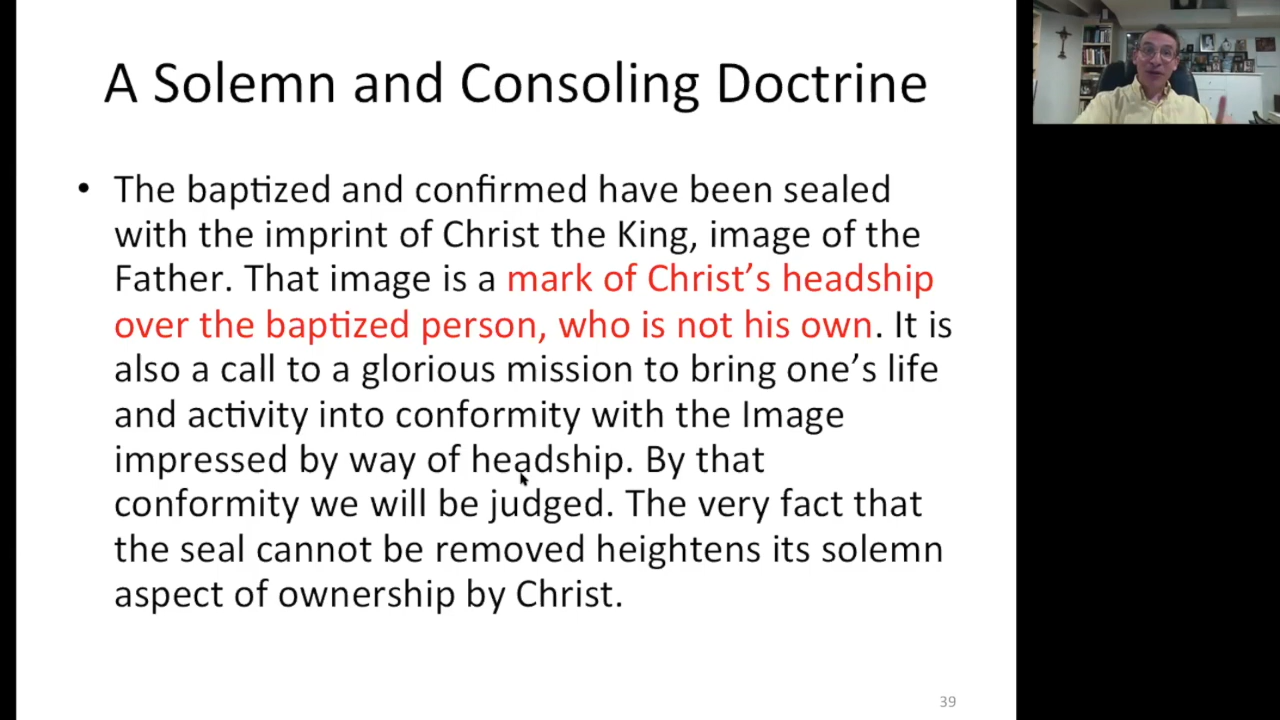 A Solemn and Consoling Doctrine
• The baptized and confirmed have been sealed
with the imprint of Christ the King, image of the
Father. That image is a mark of Christ’s headship
over the baptized person, who is not his own. It is
also a call to a glorious mission to bring one’s life
and activity into conformity with the Image
impressed by way of headship. By that
conformity we will be judged. The very fact that
the seal cannot be removed heightens its solemn
aspect of ownership by Christ.
39